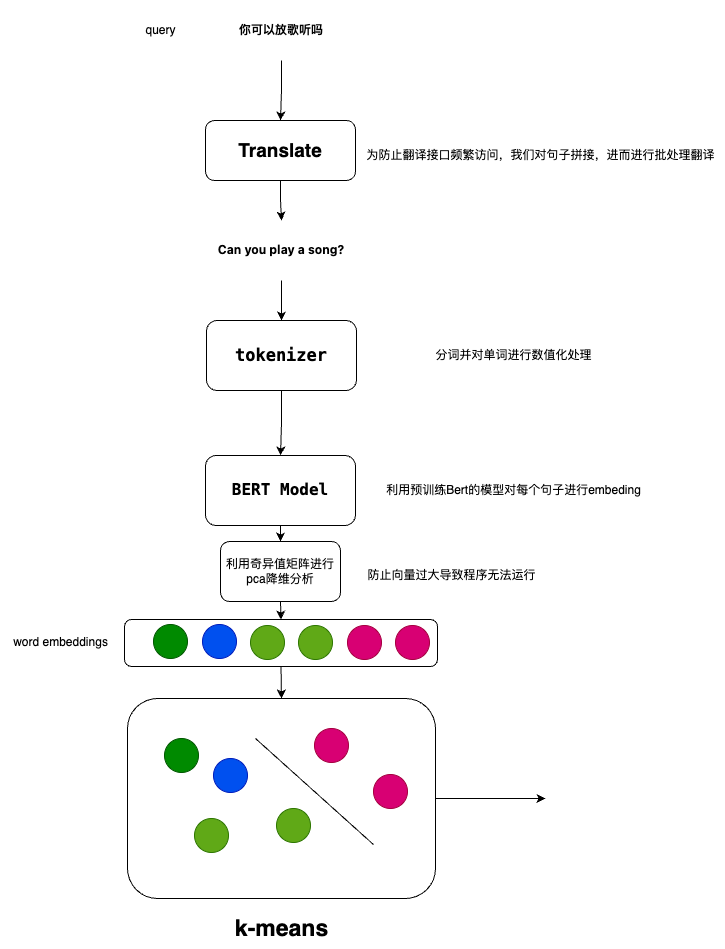 query
你可以放歌听吗
Translate
为防止翻译接口频繁访问，我们对句子拼接，进而进行批处理翻译
Can you play a song?
tokenizer
分词并对单词进行数值化处理
BERT Model
利用预训练Bert的模型对每个句子进行embeding
利用奇异值矩阵进行
pca降维分析
防止向量过大导致程序无法运行
word embeddings
k-means